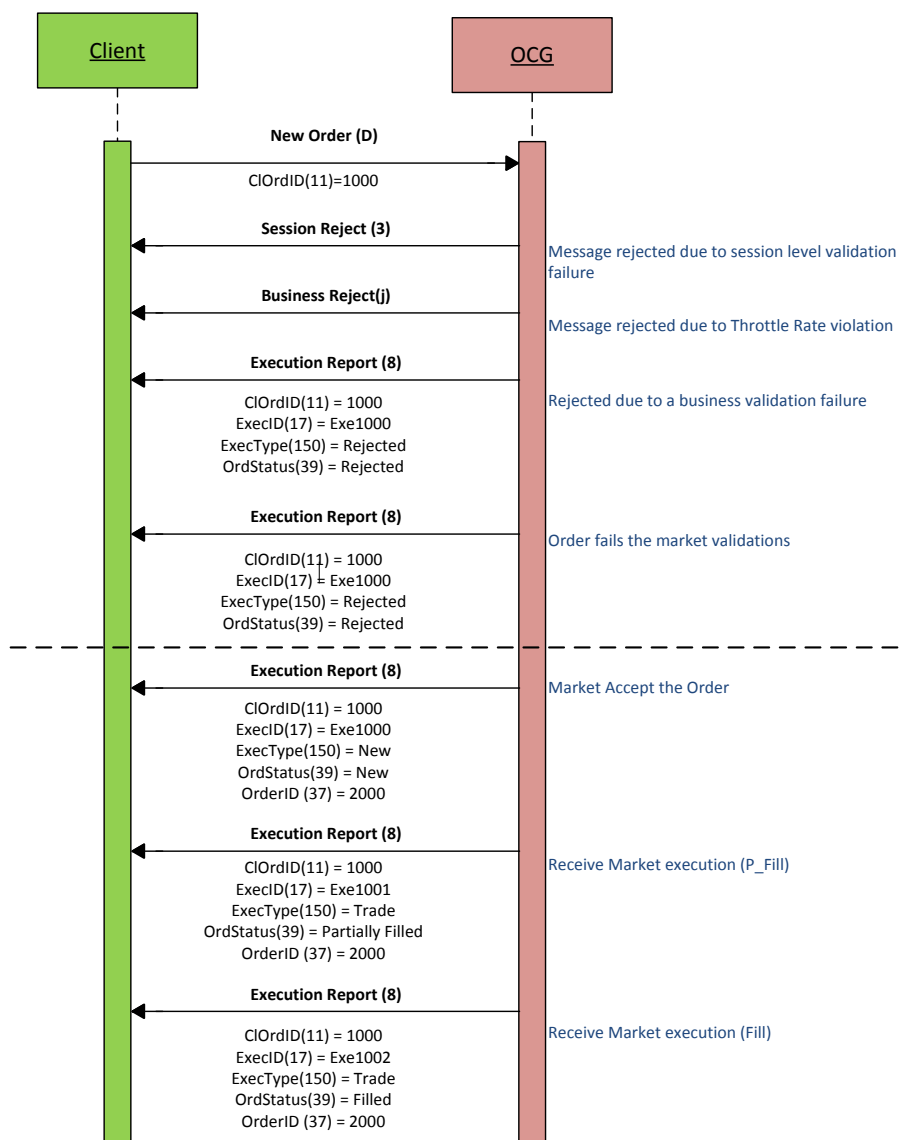 Client
OCG
New Order (D)
ClOrdID(11)=1000
Session Reject (3)
Message rejected due to session level validation
failure
Business Reject(j)
Message rejected due to Throttle Rate violation
Execution Report (8)
ClOrdID(11) = 1000
ExecID(17) = Exe1000
ExecType(150) = Rejected
OrdStatus(39) = Rejected
Rejected due to a business validation failure
Execution Report (8)
ClOrdID(11) = 1000
ExecID(17) = Exe1000
ExecType(150) = Rejected
OrdStatus(39) = Rejected
Order fails the market validations
Execution Report (8)
ClOrdID(11) = 1000
ExecID(17) = Exe1000
ExecType(150) = New
OrdStatus(39) = New
OrderID (37) = 2000
Market Accept the Order
Execution Report (8)
ClOrdID(11) = 1000
ExecID(17) = Exe1001
ExecType(150) = Trade
OrdStatus(39) = Partially Filled
OrderID (37) = 2000
Receive Market execution (P_Fill)
Execution Report (8)
ClOrdID(11) = 1000
ExecID(17) = Exe1002
ExecType(150) = Trade
OrdStatus(39) = Filled
OrderID (37) = 2000
Receive Market execution (Fill)